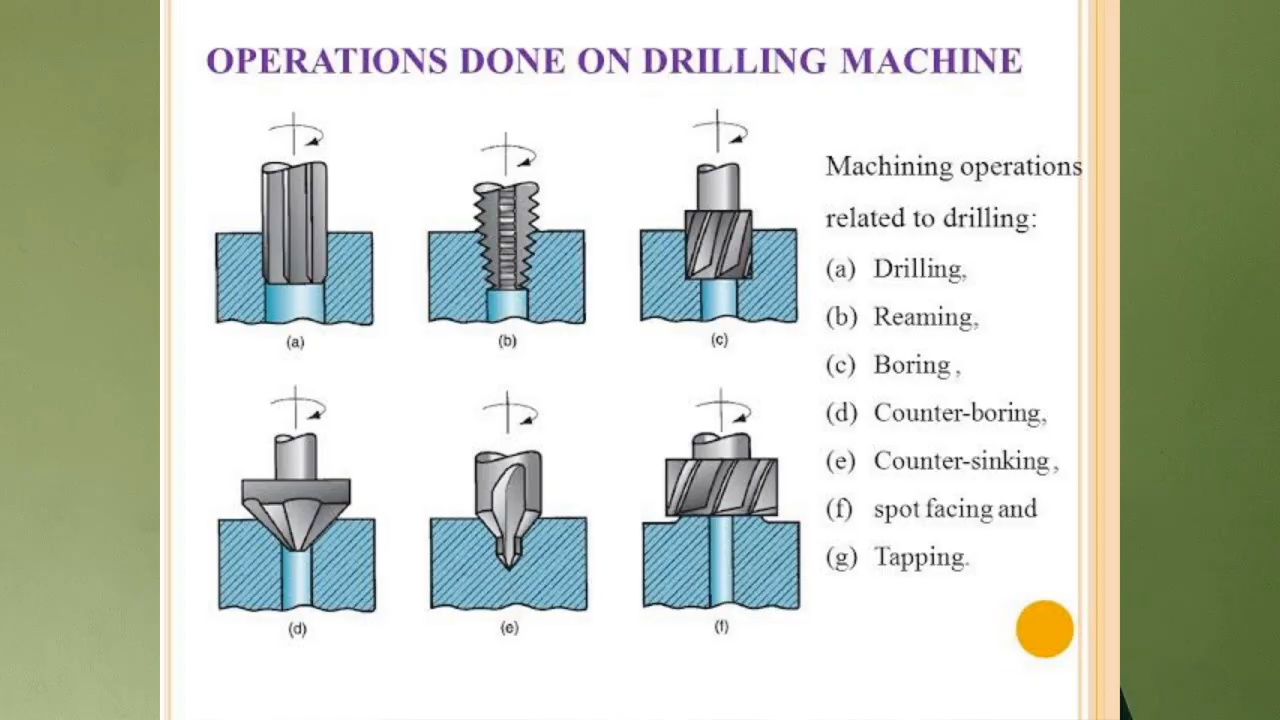 OPERATIONS DONE ON DRILLING MACHINE
Machining operations
related to drilling:
(a) Drilling,
(b) Reaming,
(c) Boring ,
(d) Counter-boring,
(e) Counter-sinking ,
(f) spot facing and
(g) Tapping.
(a)
(b)
(c)
(d)
(e)
(f)